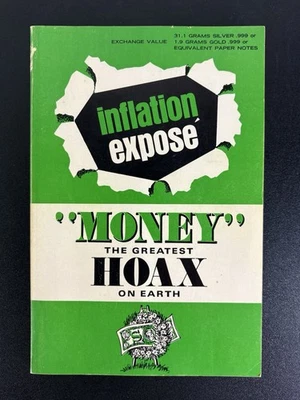 31.1 GRAMS SILVER .999 or
EXCHANGE VALUE 1.9 GRAMS GOLD .999 or
EQUIVALENT PAPER NOTES
inflation
exposé
"MONEY"
THE GREATEST
HOAX
ON EARTH